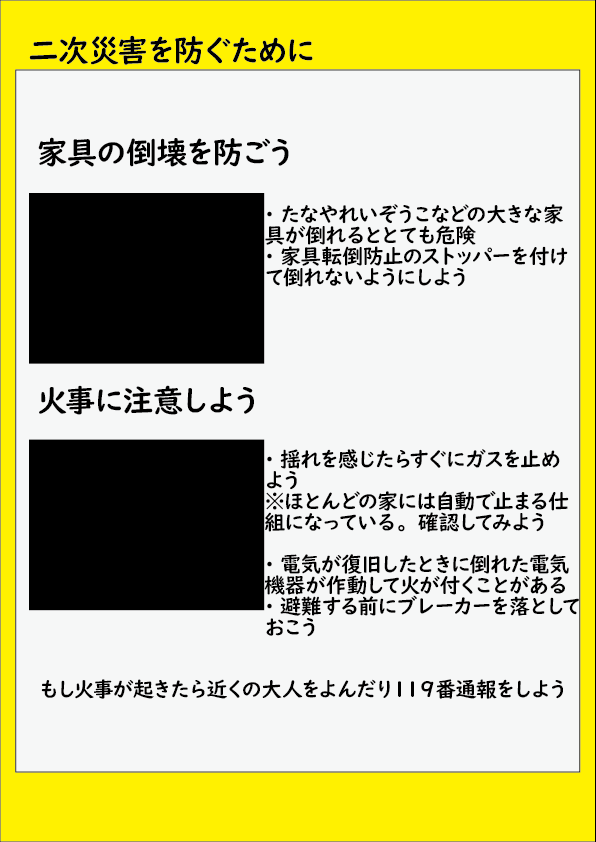 二次災害を防ぐために
家具の倒壊を防ごう
・たなやれいぞうこなどの大きな家
具が倒れるととても危険
・家具転倒防止のストッパーを付け
て倒れないようにしよう
火事に注意しよう
・揺れを感じたらすぐにガスを止め
よう
※ほとんどの家には自動で止まる仕
組になっている。確認してみよう
・電気が復旧したときに倒れた電気
機器が作動して火が付くことがある
・避難する前にブレーカーを落として
おこう
もし火事が起きたら近くの大人をよんだり119番通報をしよう